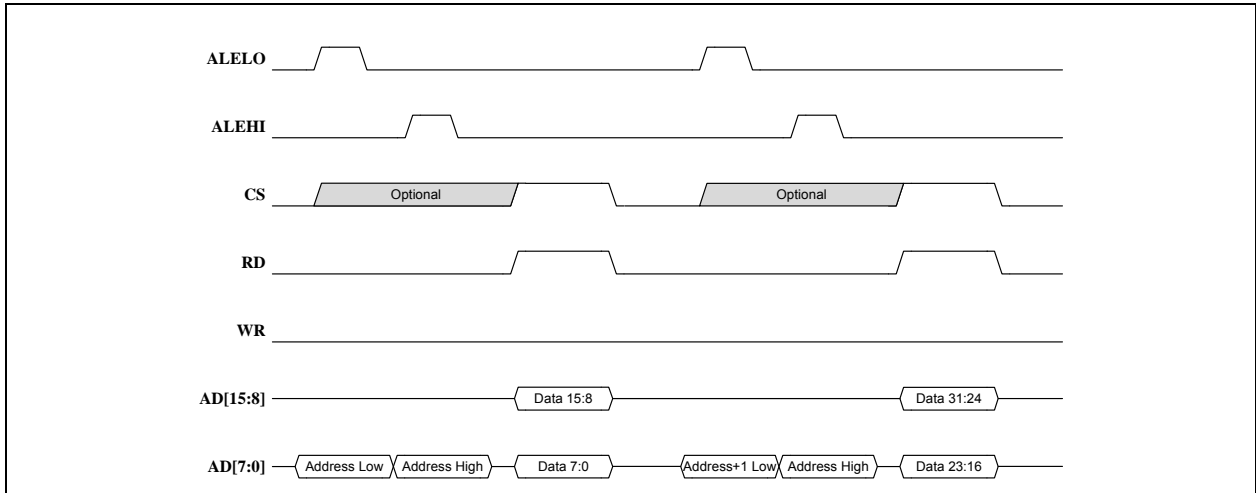 ALELO
ALEHI
CS Optional Optional
RD
WR
AD[15:8] Data 15:8 Data 31:24
AD[7:0] Address Low Address High Data 7:0 Address+1 Low Address High Data 23:16